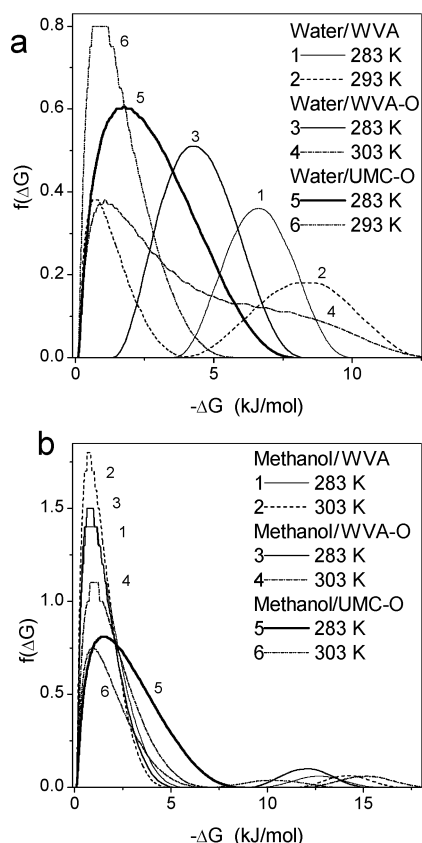 a
0.8
0.6
0.4
0.2
0.0
f(ΔG)
0
5
10
-ΔG (kJ/mol)
Water/WVA
1 283 K
2 293 K
Water/WVA-O
3 283 K
4 303 K
Water/UMC-O
5 283 K
6 293 K
6
5
3
1
2
4
b
1.5
1.0
0.5
0.0
f(ΔG)
0
5
10
15
-ΔG (kJ/mol)
Methanol/WVA
1 283 K
2 303 K
Methanol/WVA-O
3 283 K
4 303 K
Methanol/UMC-O
5 283 K
6 303 K
2
3
1
4
5
6